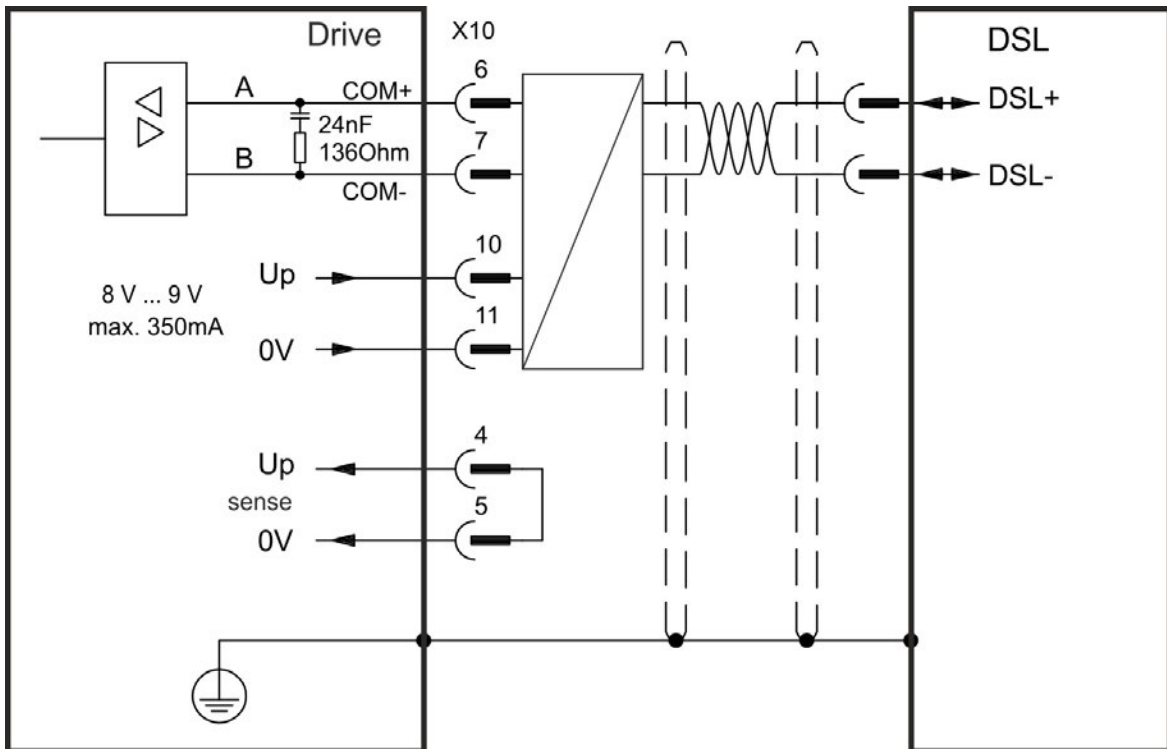 Drive
X10
DSL
A
COM+
6
DSL+
24nF
136Ohm
7
B
COM-
DSL-
10
Up
8 V ... 9 V
max. 350mA
11
0V
4
Up
sense
5
0V